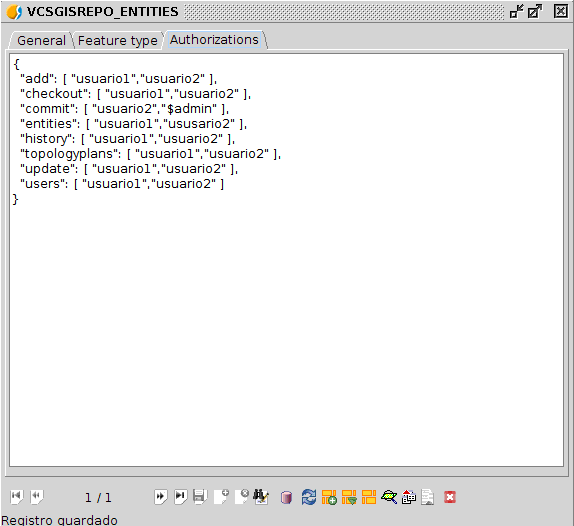 VCSGISREPO_ENTITIES
General Feature type Authorizations
{
"add": [ "usuario1","usuario2" ],
"checkout": [ "usuario1","usuario2" ],
"commit": [ "usuario2","$admin" ],
"entities": [ "usuario1","ususario2" ],
"history": [ "usuario1","usuario2" ],
"topologyplans": [ "usuario1","usuario2" ],
"update": [ "usuario1","usuario2" ],
"users": [ "usuario1","usuario2" ]
}
1 / 1
Registro guardado